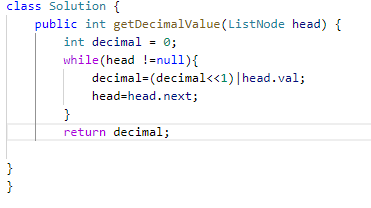 class Solution {
    public int getDecimalValue(ListNode head) {
        int decimal = 0;
        while(head !=null){
            decimal=(decimal<<1)|head.val;
            head=head.next;
        }
        return decimal;
}
}